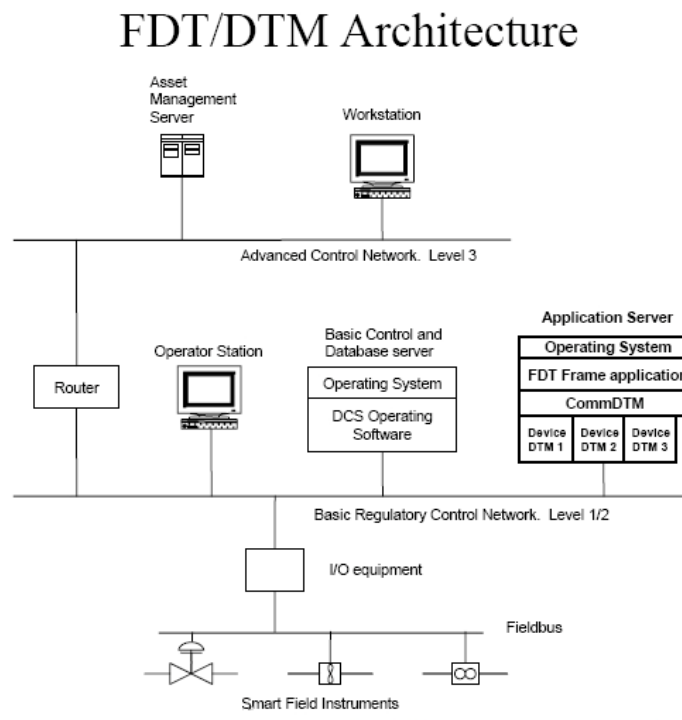 FDT/DTM Architecture
Asset
Management
Server
Workstation
Advanced Control Network. Level 3
Router
Operator Station
Basic Control and
Database server
Operating System
DCS Operating
Software
Application Server
Operating System
FDT Frame application
CommDTM
Device
DTM 1
Device
DTM 2
Device
DTM 3
Basic Regulatory Control Network. Level 1/2
I/O equipment
Fieldbus
Smart Field Instruments